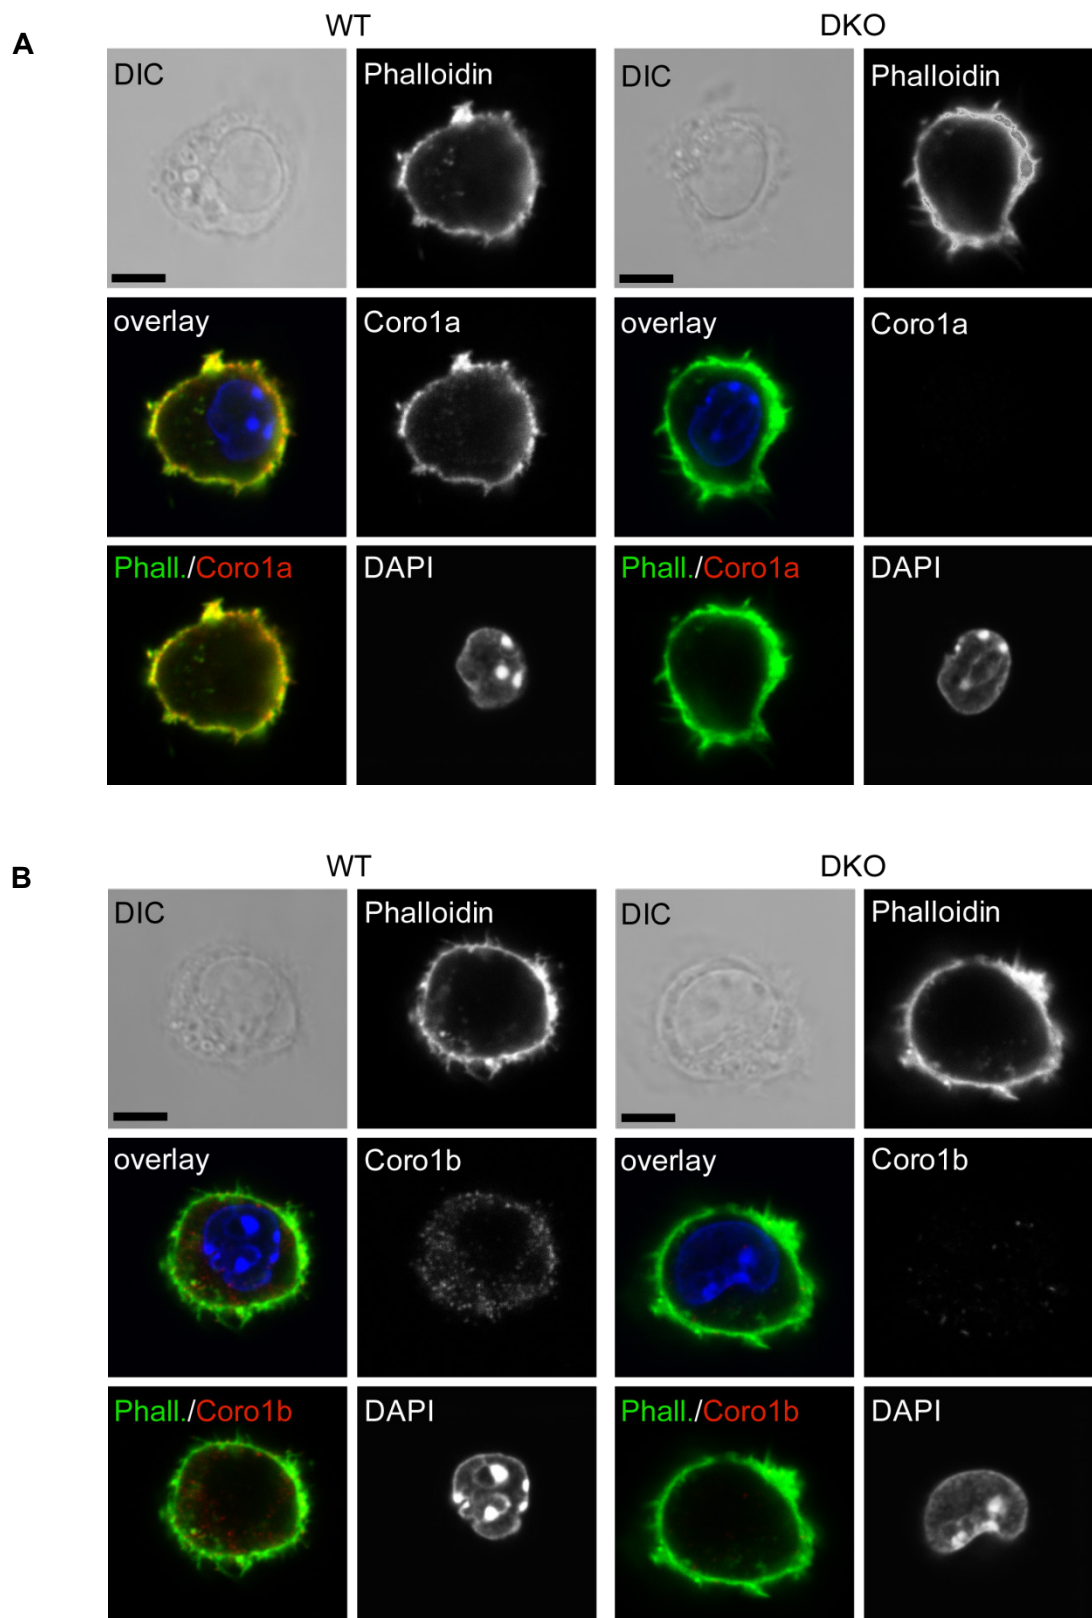 A
WT
DKO
DIC
Phalloidin
DIC
Phalloidin
overlay
Coro1a
overlay
Coro1a
Phall./Coro1a
DAPI
Phall./Coro1a
DAPI
B
WT
DKO
DIC
Phalloidin
DIC
Phalloidin
overlay
Coro1b
overlay
Coro1b
Phall./Coro1b
DAPI
Phall./Coro1b
DAPI